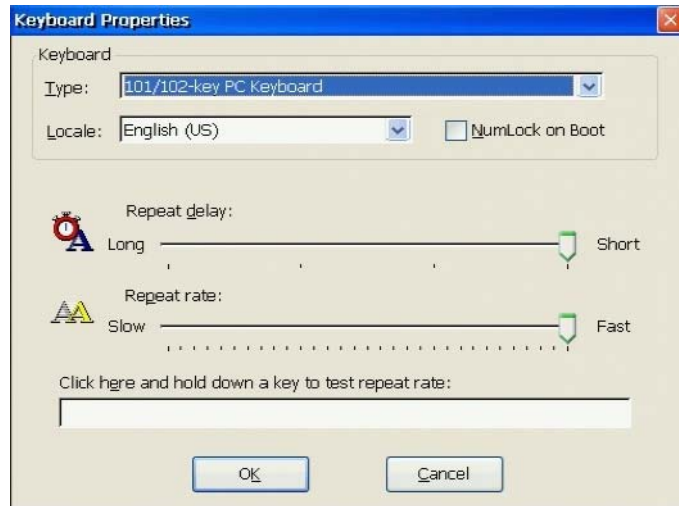 Keyboard Properties
Keyboard
Type: 101/102-key PC Keyboard
Locale: English (US) NumLock on Boot
Repeat delay:
Long Short
Repeat rate:
Slow Fast
Click here and hold down a key to test repeat rate:
OK Cancel